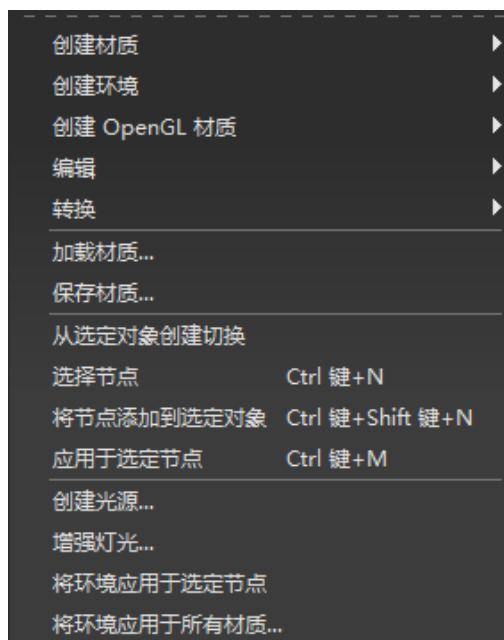 创建材质
创建环境
创建 OpenGL 材质
编辑
转换
加载材质...
保存材质...
从选定对象创建切换
选择节点 Ctrl 键+N
将节点添加到选定对象 Ctrl 键+Shift 键+N
应用于选定节点 Ctrl 键+M
创建光源...
增强灯光...
将环境应用于选定节点
将环境应用于所有材质...